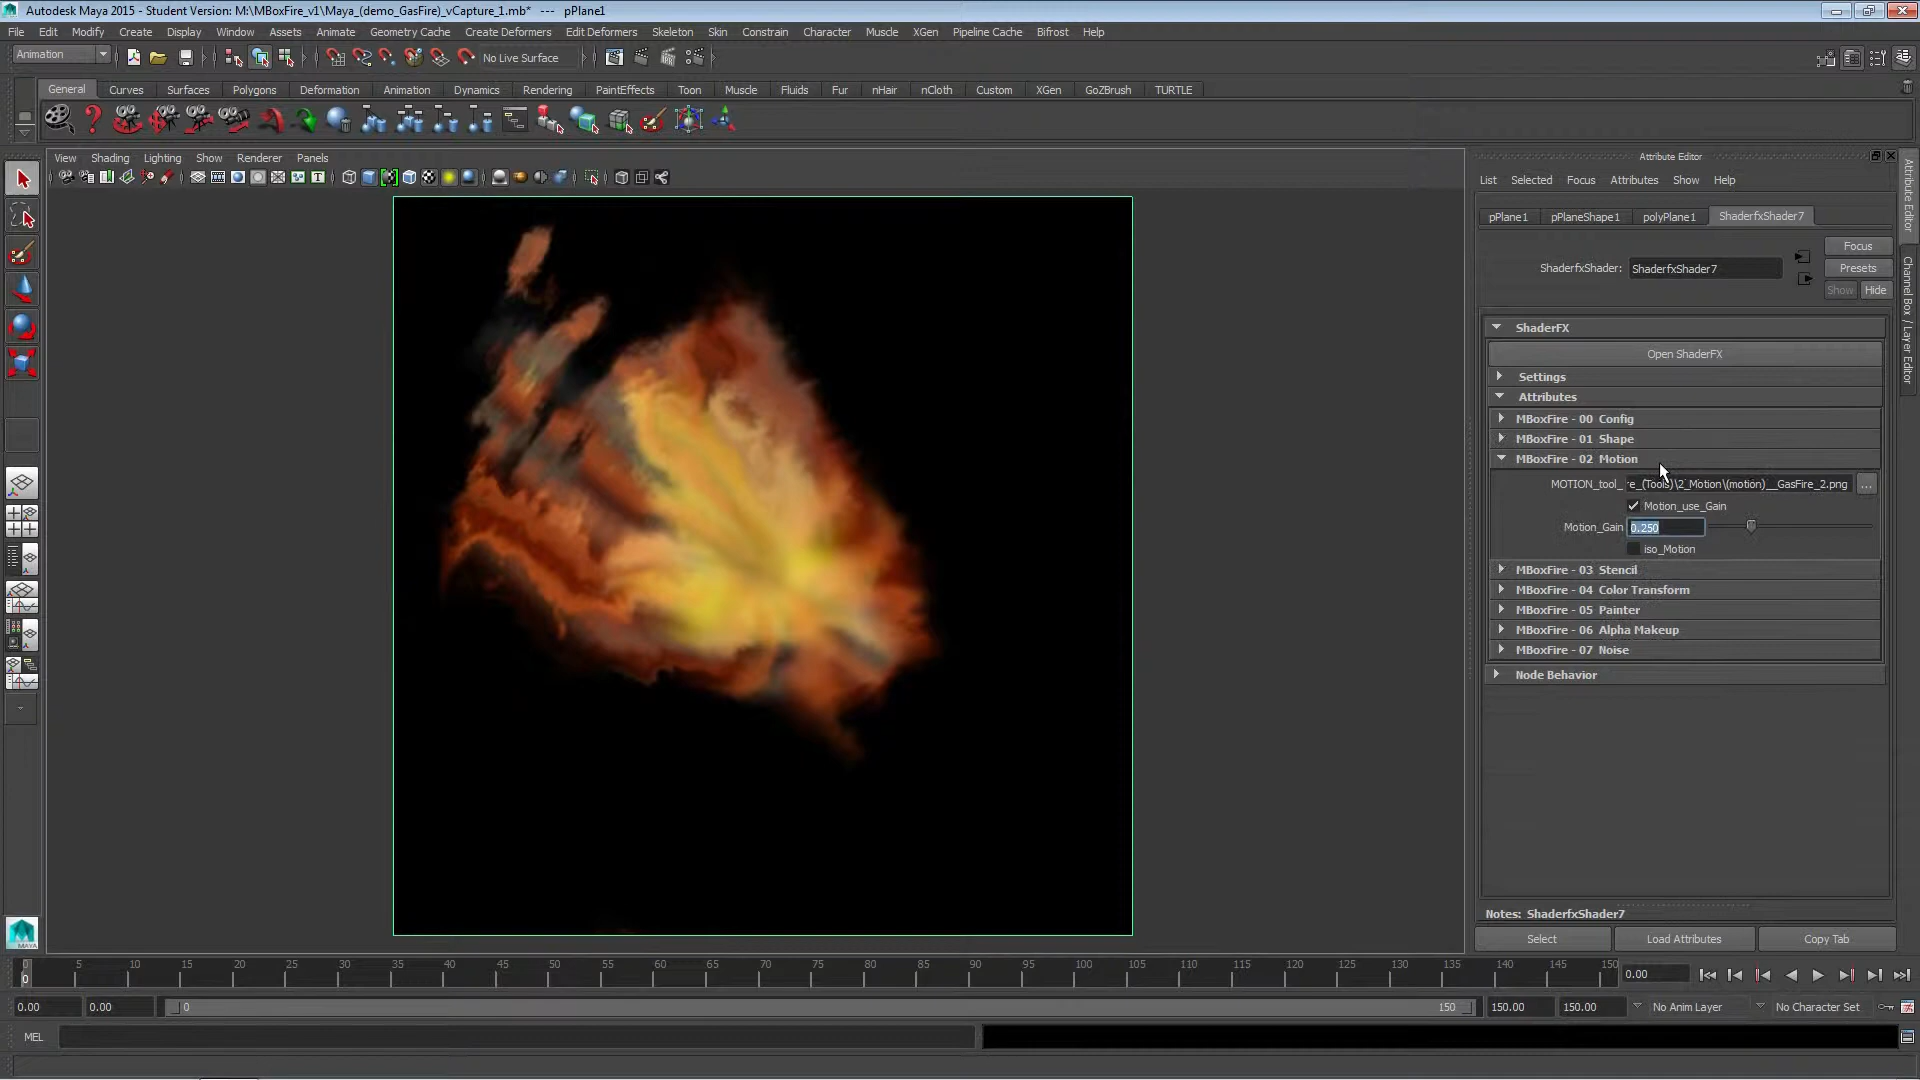 Autodesk Maya 2015 - Student Version: M:\MBoxFire_v1\Maya_(demo_GasFire)_vCapture_1.mb* --- pPlane1
File Edit Modify Create Display Window Assets Animate Geometry Cache Create Deformers Edit Deformers Skeleton Skin Constrain Character Muscle XGen Pipeline Cache Bifrost Help
Animation No Live Surface
General Curves Surfaces Polygons Deformation Animation Dynamics Rendering PaintEffects Toon Muscle Fluids Fur nHair nCloth Custom XGen GoZBrush TURTLE
View Shading Lighting Show Renderer Panels
Attribute Editor
List Selected Focus Attributes Show Help
pPlane1 pPlaneShape1 polyPlane1 ShaderfxShader7
Focus
ShaderfxShader: ShaderfxShader7 Presets
Show Hide
ShaderFX
Open ShaderFX
Settings
Attributes
MBoxFire - 00 Config
MBoxFire - 01 Shape
MBoxFire - 02 Motion
MOTION_tool_ e_(Tools)\2_Motion\(motion)__GasFire_2.png ...
Motion_use_Gain
Motion_Gain 0.250
iso_Motion
MBoxFire - 03 Stencil
MBoxFire - 04 Color Transform
MBoxFire - 05 Painter
MBoxFire - 06 Alpha Makeup
MBoxFire - 07 Noise
Node Behavior
Notes: ShaderfxShader7
Select Load Attributes Copy Tab
Attribute Editor
Channel Box / Layer Editor
MAYA
0 5 10 15 20 25 30 35 40 45 50 55 60 65 70 75 80 85 90 95 100 105 110 115 120 125 130 135 140 145 150
0 0.00
0.00 0.00 0 150 150.00 150.00 No Anim Layer No Character Set
MEL